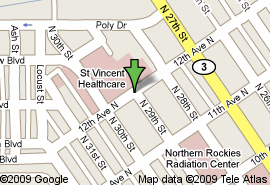 Poly Dr
N 27th St
N 30th St
Ash St
w Blvd
Locust St
St Vincent
Healthcare
12th Ave N
3
N 28th St
N 29th St
11th Ave N
12th Ave N
N 30th St
N 31st St
w Blvd
Northern Rockies
Radiation Center
©2009 Google
Map data ©2009 Tele Atlas